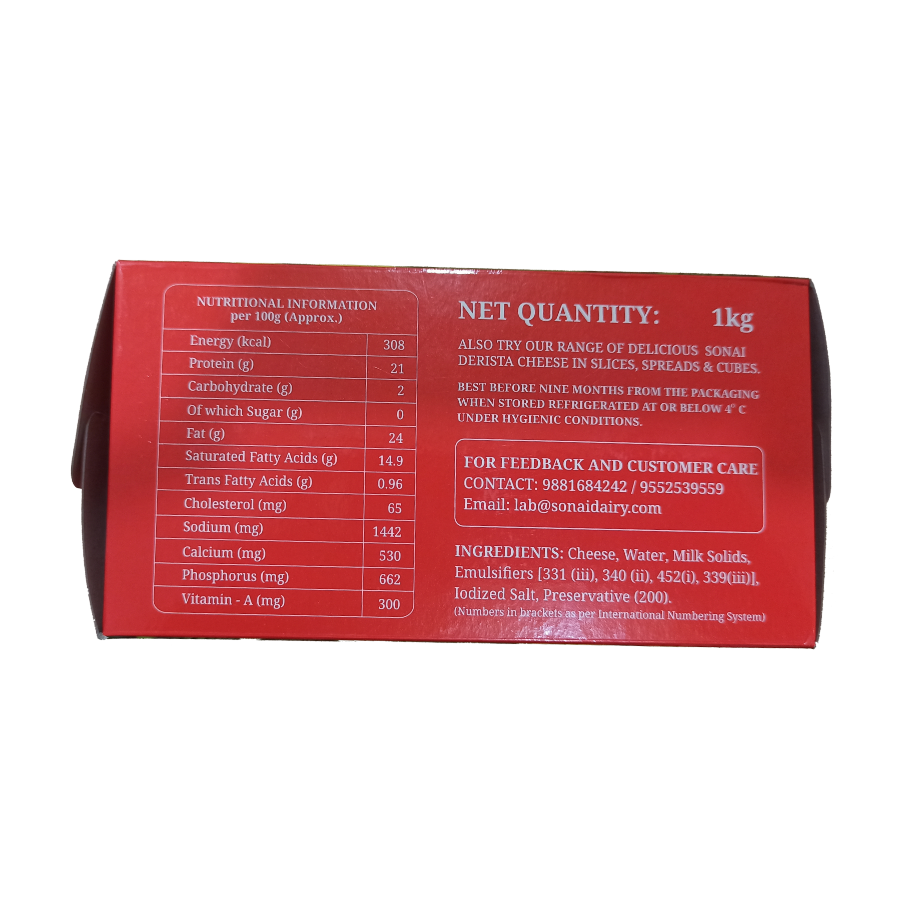 NUTRITIONAL INFORMATION
per 100g (Approx.)
Energy (kcal) 308
Protein (g) 21
Carbohydrate (g) 2
Of which Sugar (g) 0
Fat (g) 24
Saturated Fatty Acids (g) 14.9
Trans Fatty Acids (g) 0.96
Cholesterol (mg) 65
Sodium (mg) 1442
Calcium (mg) 530
Phosphorus (mg) 662
Vitamin - A (mg) 300
NET QUANTITY: 1kg
ALSO TRY OUR RANGE OF DELICIOUS SONAI
DERISTA CHEESE IN SLICES, SPREADS & CUBES.
BEST BEFORE NINE MONTHS FROM THE PACKAGING
WHEN STORED REFRIGERATED AT OR BELOW 4° C
UNDER HYGIENIC CONDITIONS.
FOR FEEDBACK AND CUSTOMER CARE
CONTACT: 9881684242 / 9552539559
Email: lab@sonaidairy.com
INGREDIENTS: Cheese, Water, Milk Solids,
Emulsifiers [331 (iii), 340 (ii), 452(i), 339(iii)],
Iodized Salt, Preservative (200).
(Numbers in brackets as per International Numbering System)